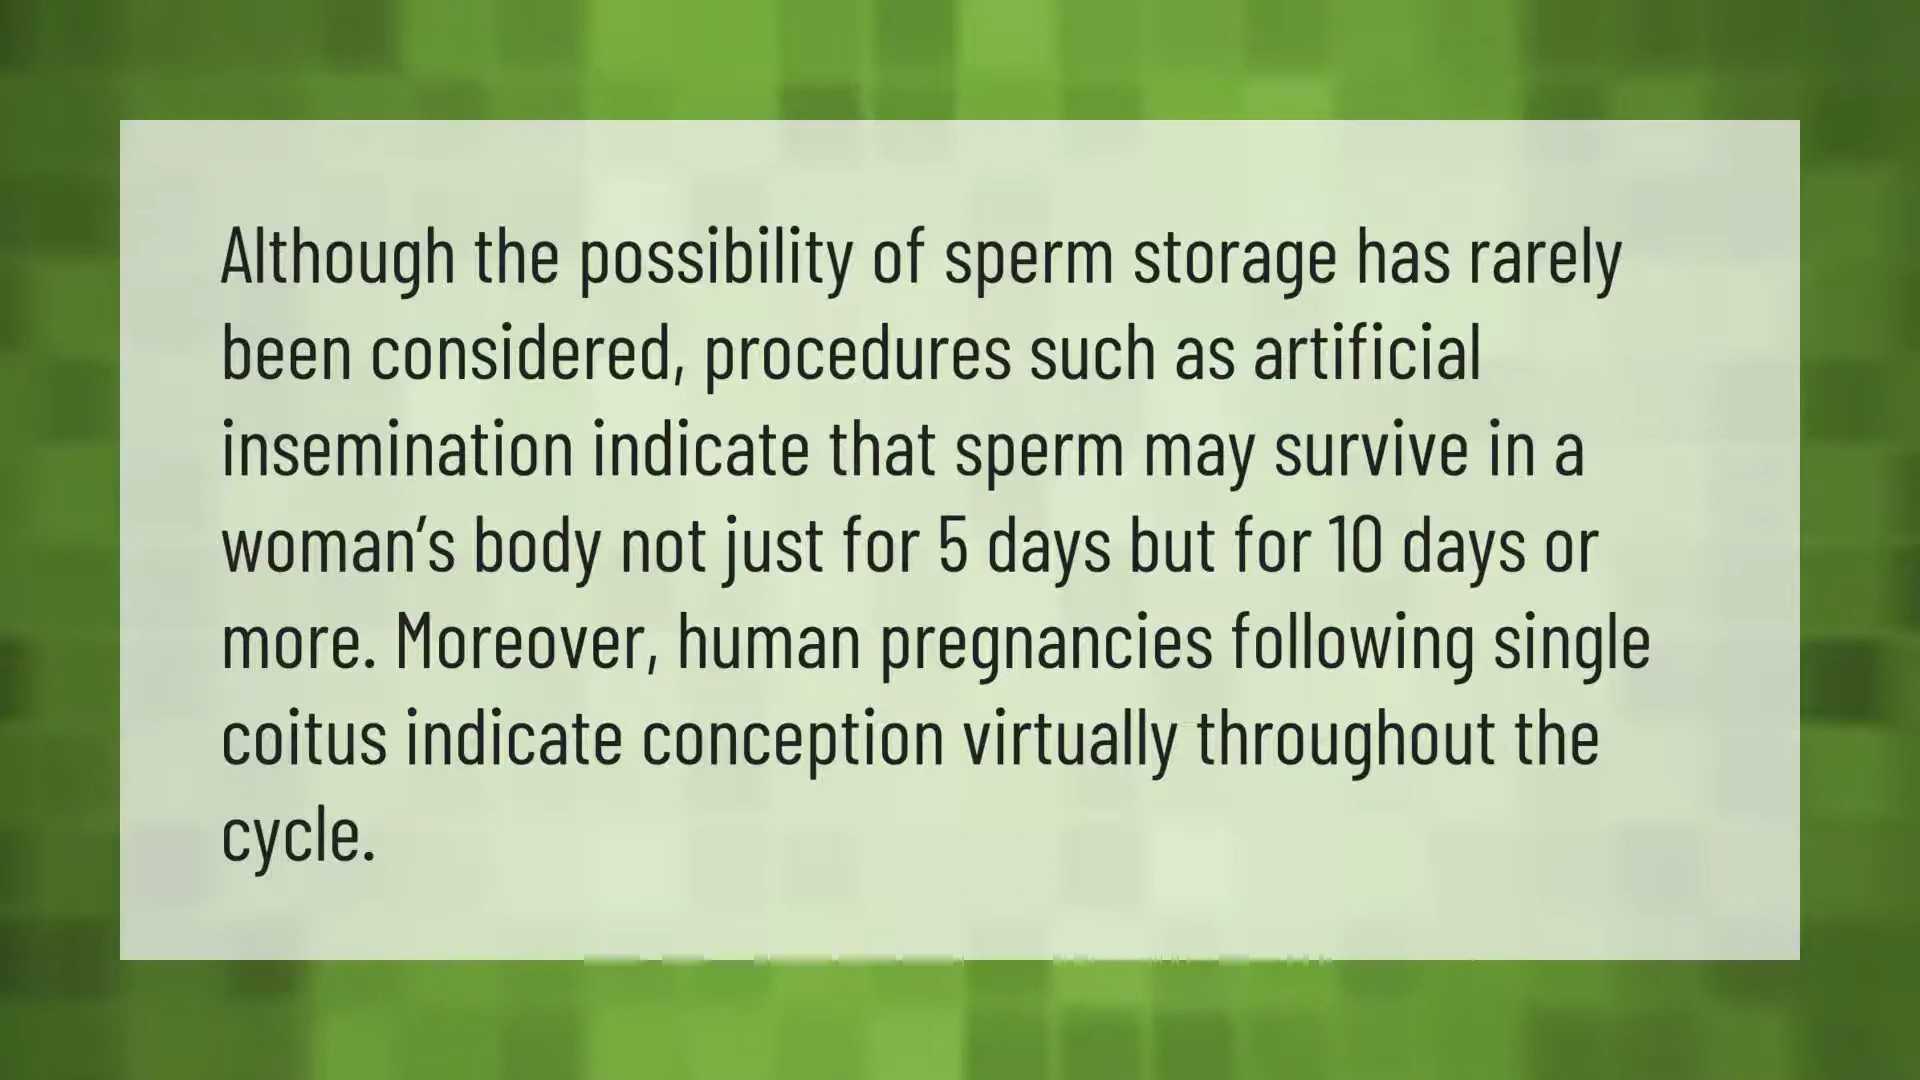 Although the possibility of sperm storage has rarely
been considered, procedures such as artificial
insemination indicate that sperm may survive in a
woman’s body not just for 5 days but for 10 days or
more. Moreover, human pregnancies following single
coitus indicate conception virtually throughout the
cycle.